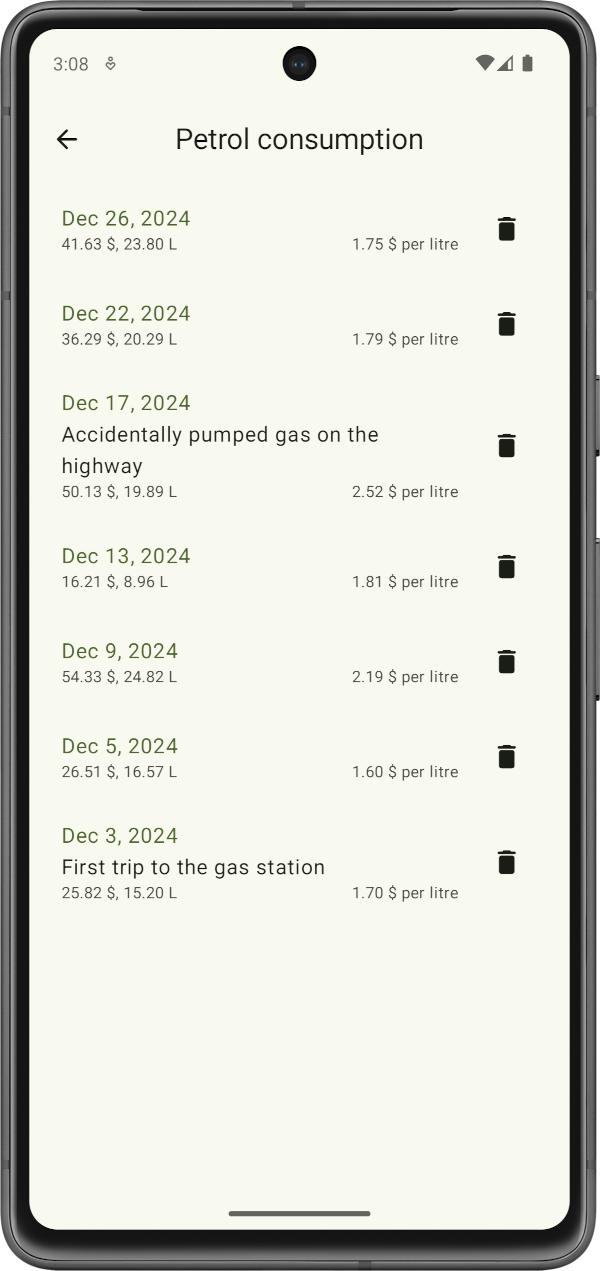 3:08
Petrol consumption
Dec 26, 2024
41.63 $, 23.80 L 1.75 $ per litre
Dec 22, 2024
36.29 $, 20.29 L 1.79 $ per litre
Dec 17, 2024
Accidentally pumped gas on the
highway
50.13 $, 19.89 L 2.52 $ per litre
Dec 13, 2024
16.21 $, 8.96 L 1.81 $ per litre
Dec 9, 2024
54.33 $, 24.82 L 2.19 $ per litre
Dec 5, 2024
26.51 $, 16.57 L 1.60 $ per litre
Dec 3, 2024
First trip to the gas station
25.82 $, 15.20 L 1.70 $ per litre